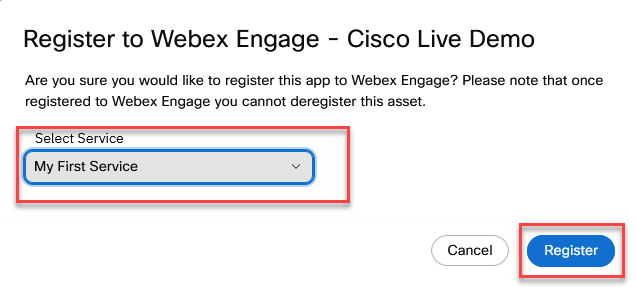 Register to Webex Engage - Cisco Live Demo
Are you sure you would like to register this app to Webex Engage? Please note that once
registered to Webex Engage you cannot deregister this asset.
Select Service
My First Service
Cancel
Register